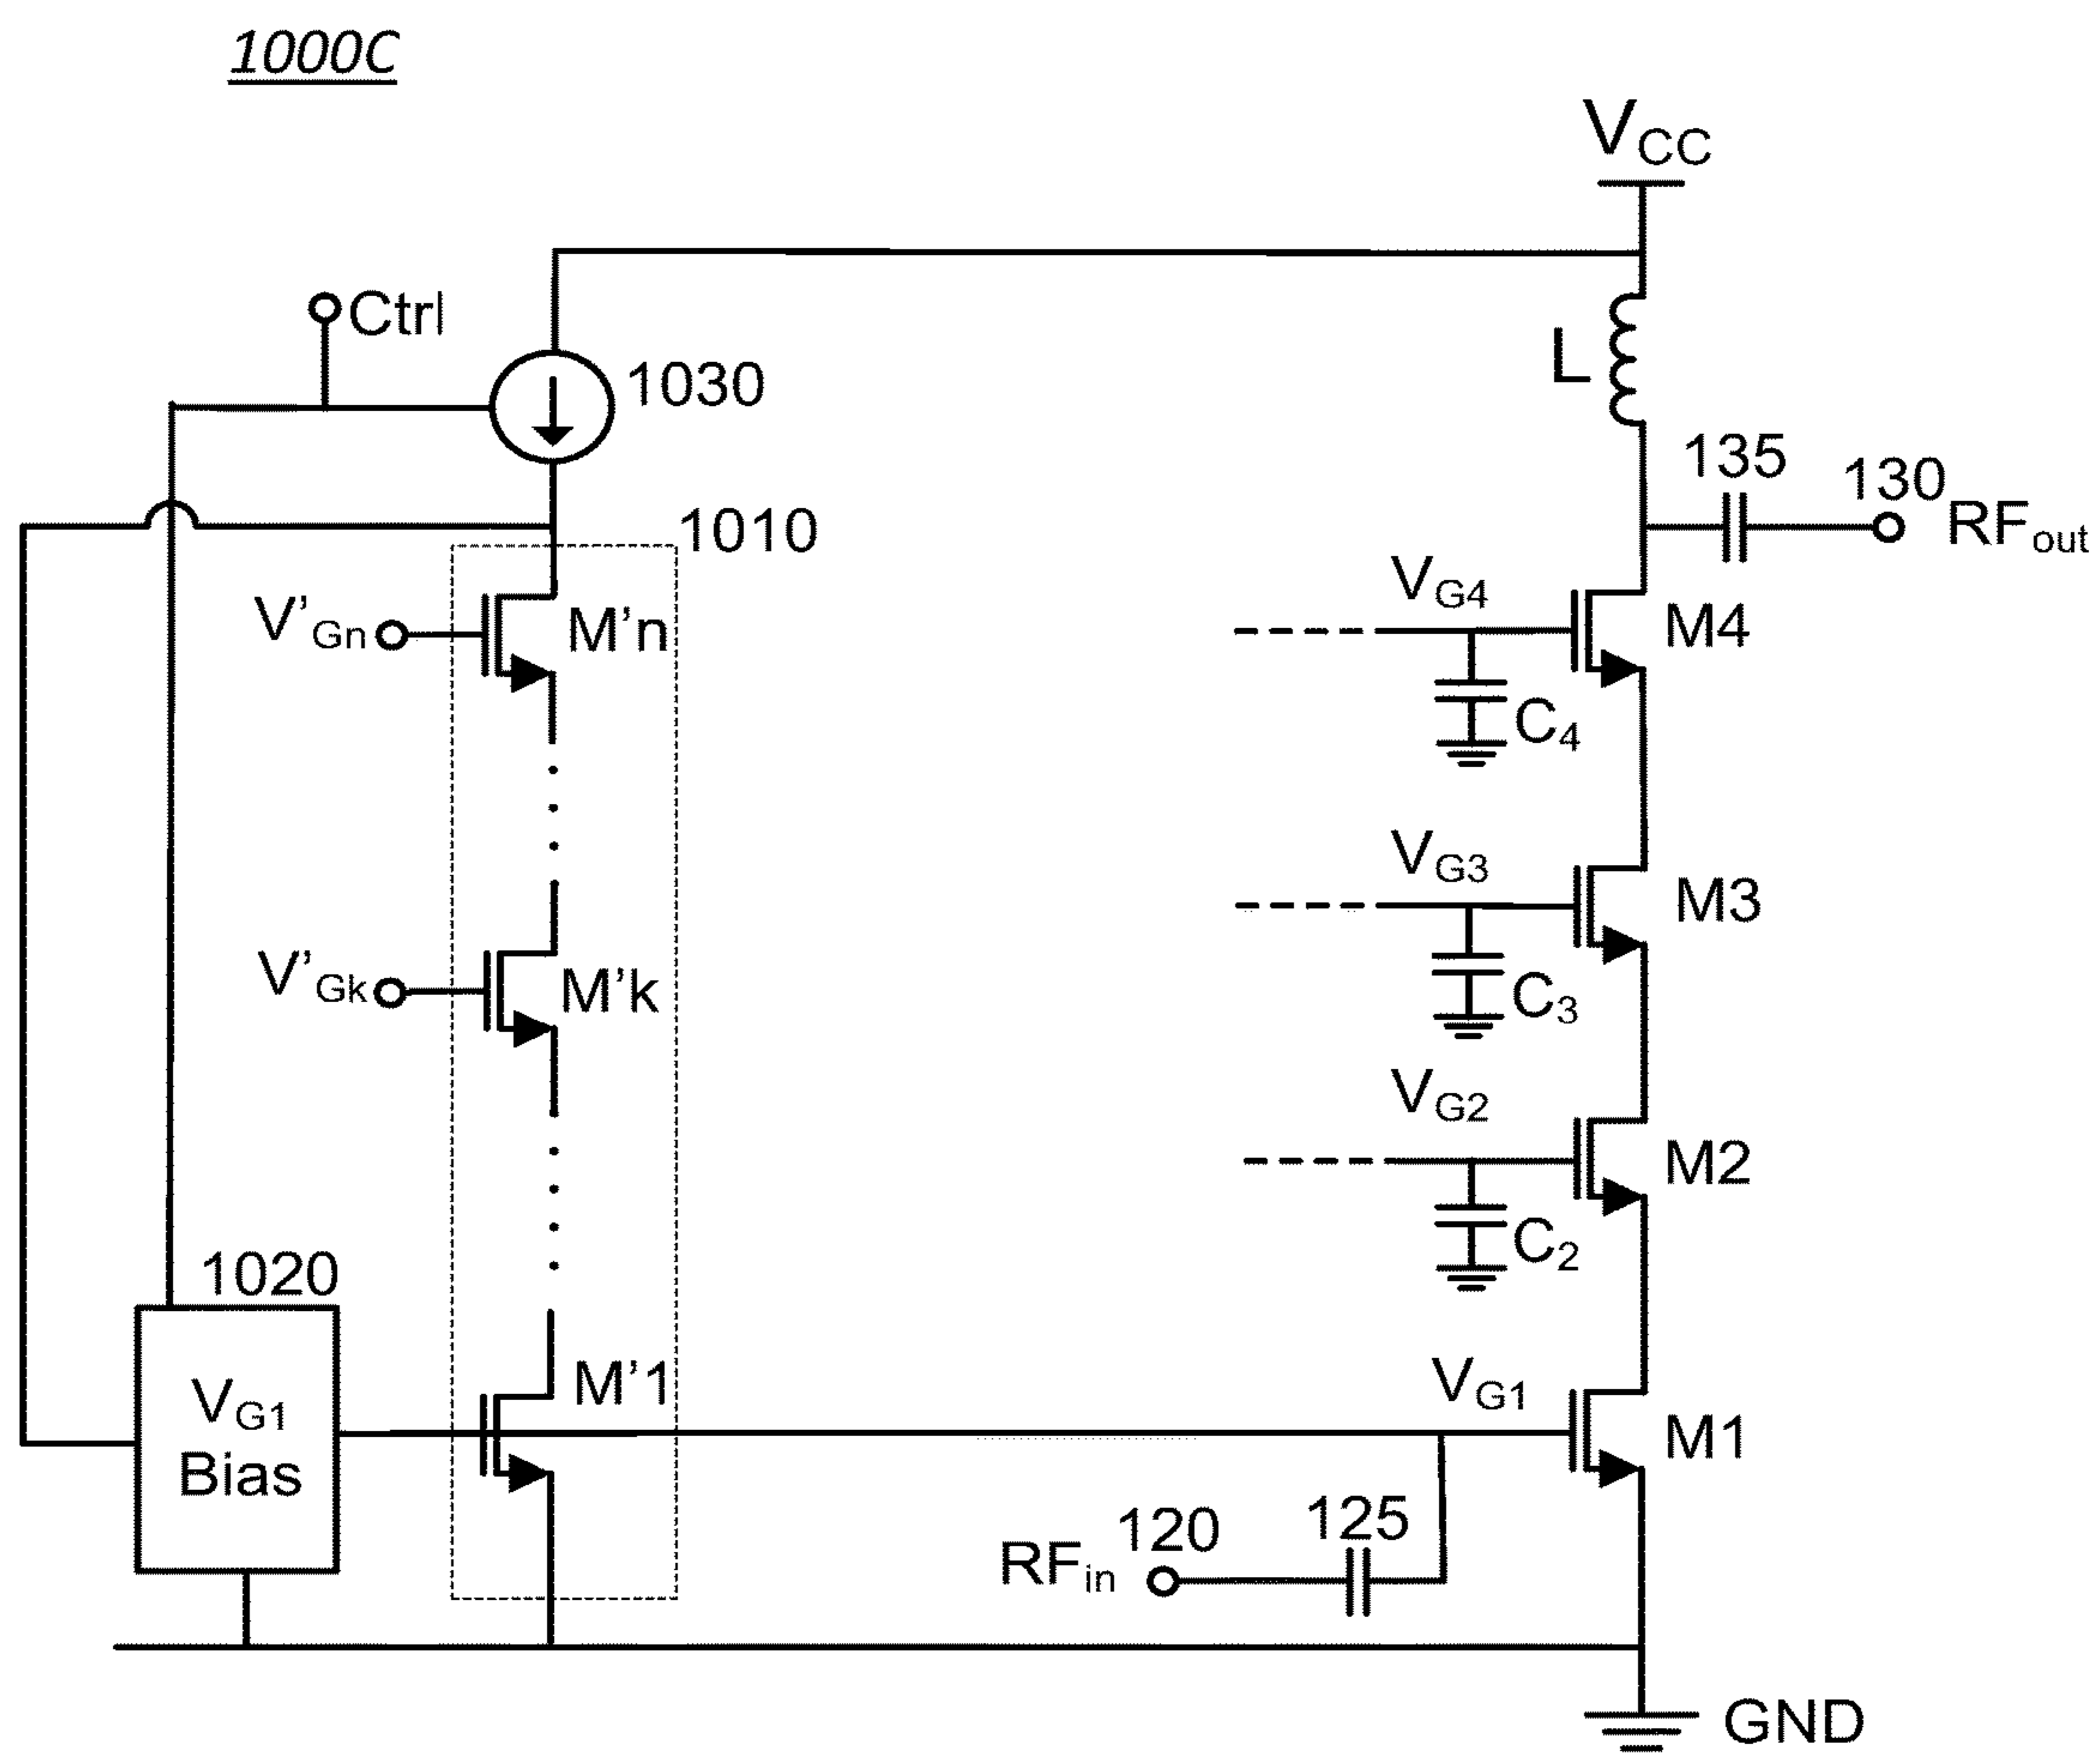 1000C
VCC
Ctrl
1030
L
135
130
RFout
1010
V'Gn
M'n
VG4
M4
C4
VG3
M3
C3
V'Gk
M'k
VG2
M2
C2
1020
VG1
Bias
M'1
VG1
M1
RFin
120
125
GND